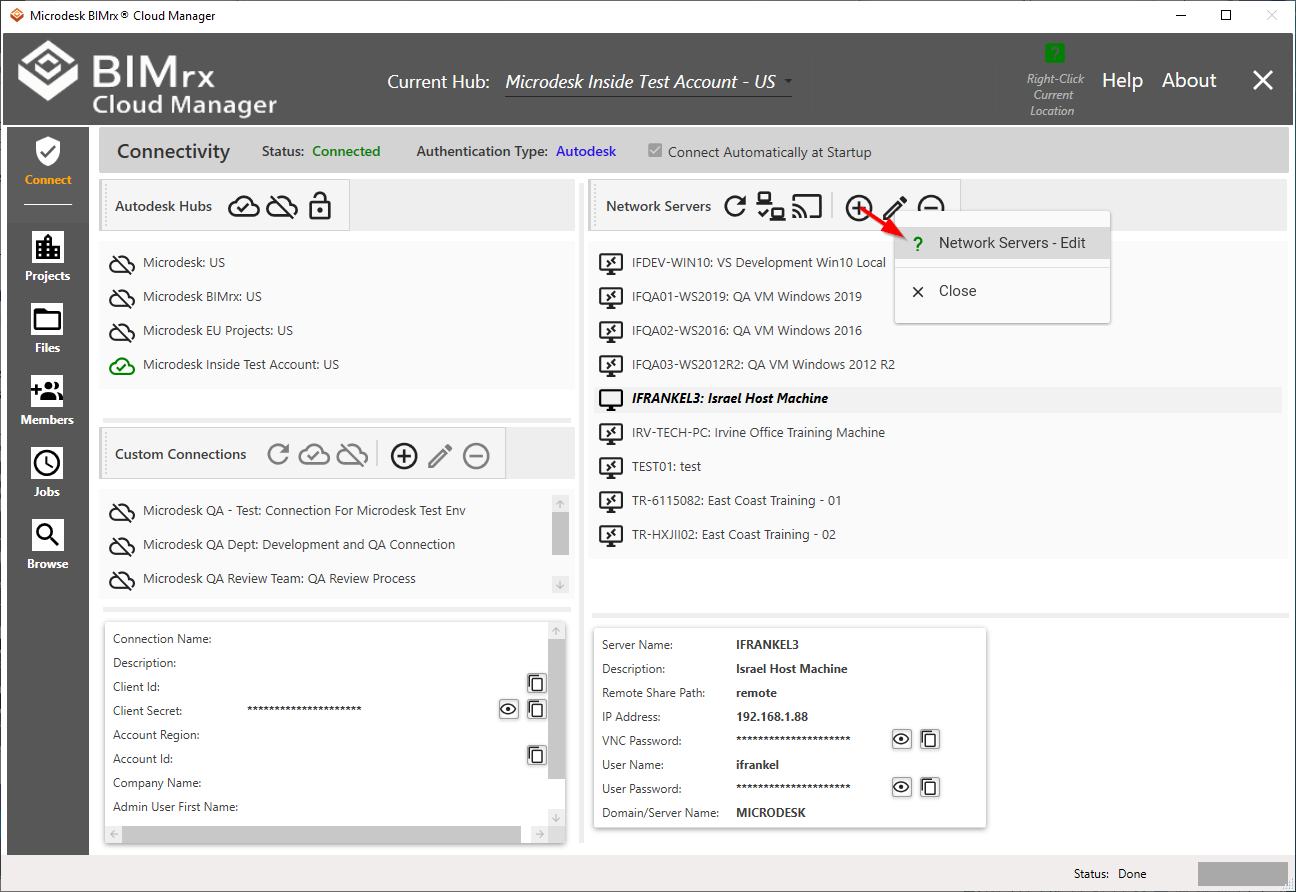 Microdesk BIMrx® Cloud Manager
BIMrx
Cloud Manager
Current Hub: Microdesk Inside Test Account - US
?
Right-Click
Current
Location
Help
About
Connect
Projects
Files
Members
Jobs
Browse
Connectivity
Status: Connected
Authentication Type: Autodesk
Connect Automatically at Startup
Autodesk Hubs
Microdesk: US
Microdesk BIMrx: US
Microdesk EU Projects: US
Microdesk Inside Test Account: US
Custom Connections
Microdesk QA - Test: Connection For Microdesk Test Env
Microdesk QA Dept: Development and QA Connection
Microdesk QA Review Team: QA Review Process
Connection Name:
Description:
Client Id:
Client Secret: *********************
Account Region:
Account Id:
Company Name:
Admin User First Name:
Network Servers
? Network Servers - Edit
Close
IFDEV-WIN10: VS Development Win10 Local
IFQA01-WS2019: QA VM Windows 2019
IFQA02-WS2016: QA VM Windows 2016
IFQA03-WS2012R2: QA VM Windows 2012 R2
IFRANKEL3: Israel Host Machine
IRV-TECH-PC: Irvine Office Training Machine
TEST01: test
TR-6115082: East Coast Training - 01
TR-HXJII02: East Coast Training - 02
Server Name: IFRANKEL3
Description: Israel Host Machine
Remote Share Path: remote
IP Address: 192.168.1.88
VNC Password: *********************
User Name: ifrankel
User Password: *********************
Domain/Server Name: MICRODESK
Status: Done